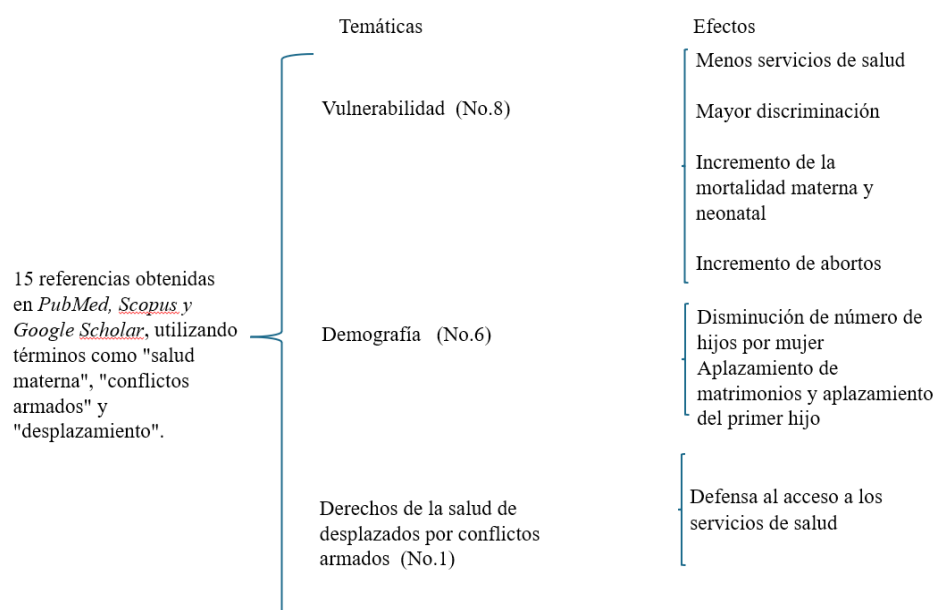 Temáticas
Efectos
Vulnerabilidad (No.8)
Menos servicios de salud
Mayor discriminación
Incremento de la
mortalidad materna y
neonatal
Incremento de abortos
15 referencias obtenidas
en PubMed, Scopus y
Google Scholar, utilizando
términos como "salud
materna", "conflictos
armados" y
"desplazamiento".
Demografía (No.6)
Disminución de número de
hijos por mujer
Aplazamiento de
matrimonios y aplazamiento
del primer hijo
Derechos de la salud de
desplazados por conflictos
armados (No.1)
Defensa al acceso a los
servicios de salud